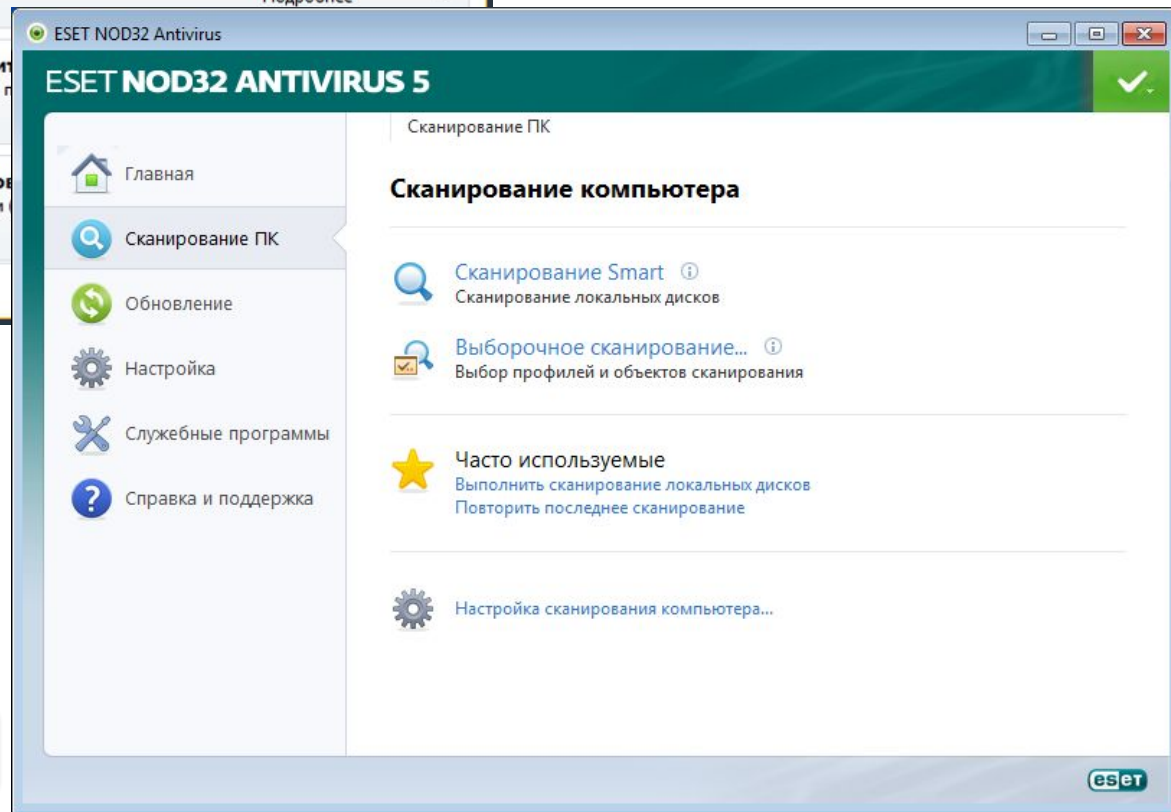 Подробнее
ESET NOD32 Antivirus
ESET NOD32 ANTIVIRUS 5
Сканирование ПК
Главная
Сканирование ПК
Обновление
Настройка
Служебные программы
Справка и поддержка
Сканирование компьютера
Сканирование Smart
Сканирование локальных дисков
Выборочное сканирование...
Выбор профилей и объектов сканирования
Часто используемые
Выполнить сканирование локальных дисков
Повторить последнее сканирование
Настройка сканирования компьютера...
eset